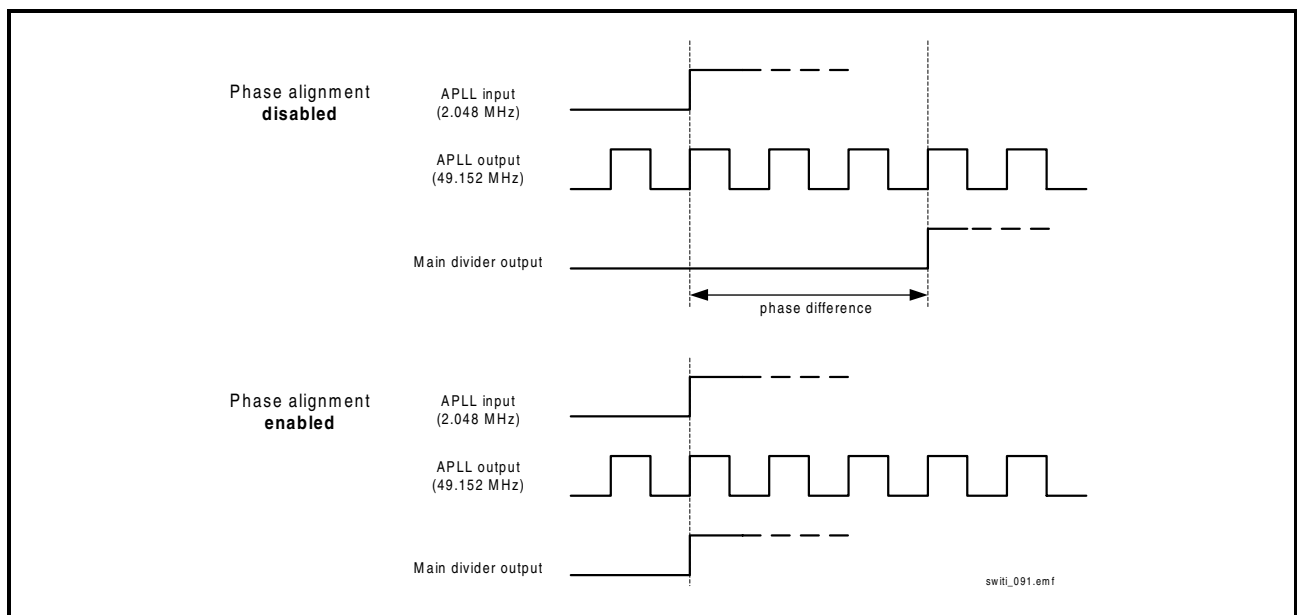 Phase alignment
disabled
APLL input
(2.048 MHz)
APLL output
(49.152 MHz)
Main divider output
phase difference
Phase alignment
enabled
APLL input
(2.048 MHz)
APLL output
(49.152 MHz)
Main divider output
switi_091.emf